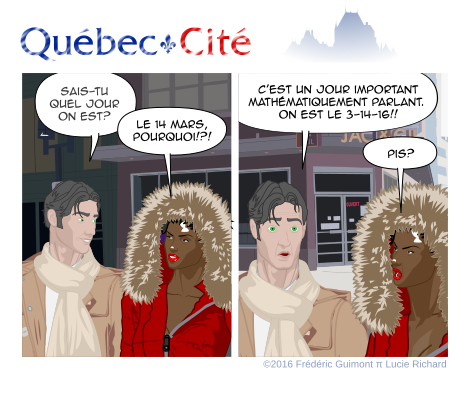 Québec⚜Cité
SAIS-TU
QUEL JOUR
ON EST?
LE 14 MARS,
POURQUOI!?!
C'EST UN JOUR IMPORTANT
MATHÉMATIQUEMENT PARLANT.
ON EST LE 3-14-16!!
PIS?
OUVERT
©2016 Frédéric Guimont π Lucie Richard